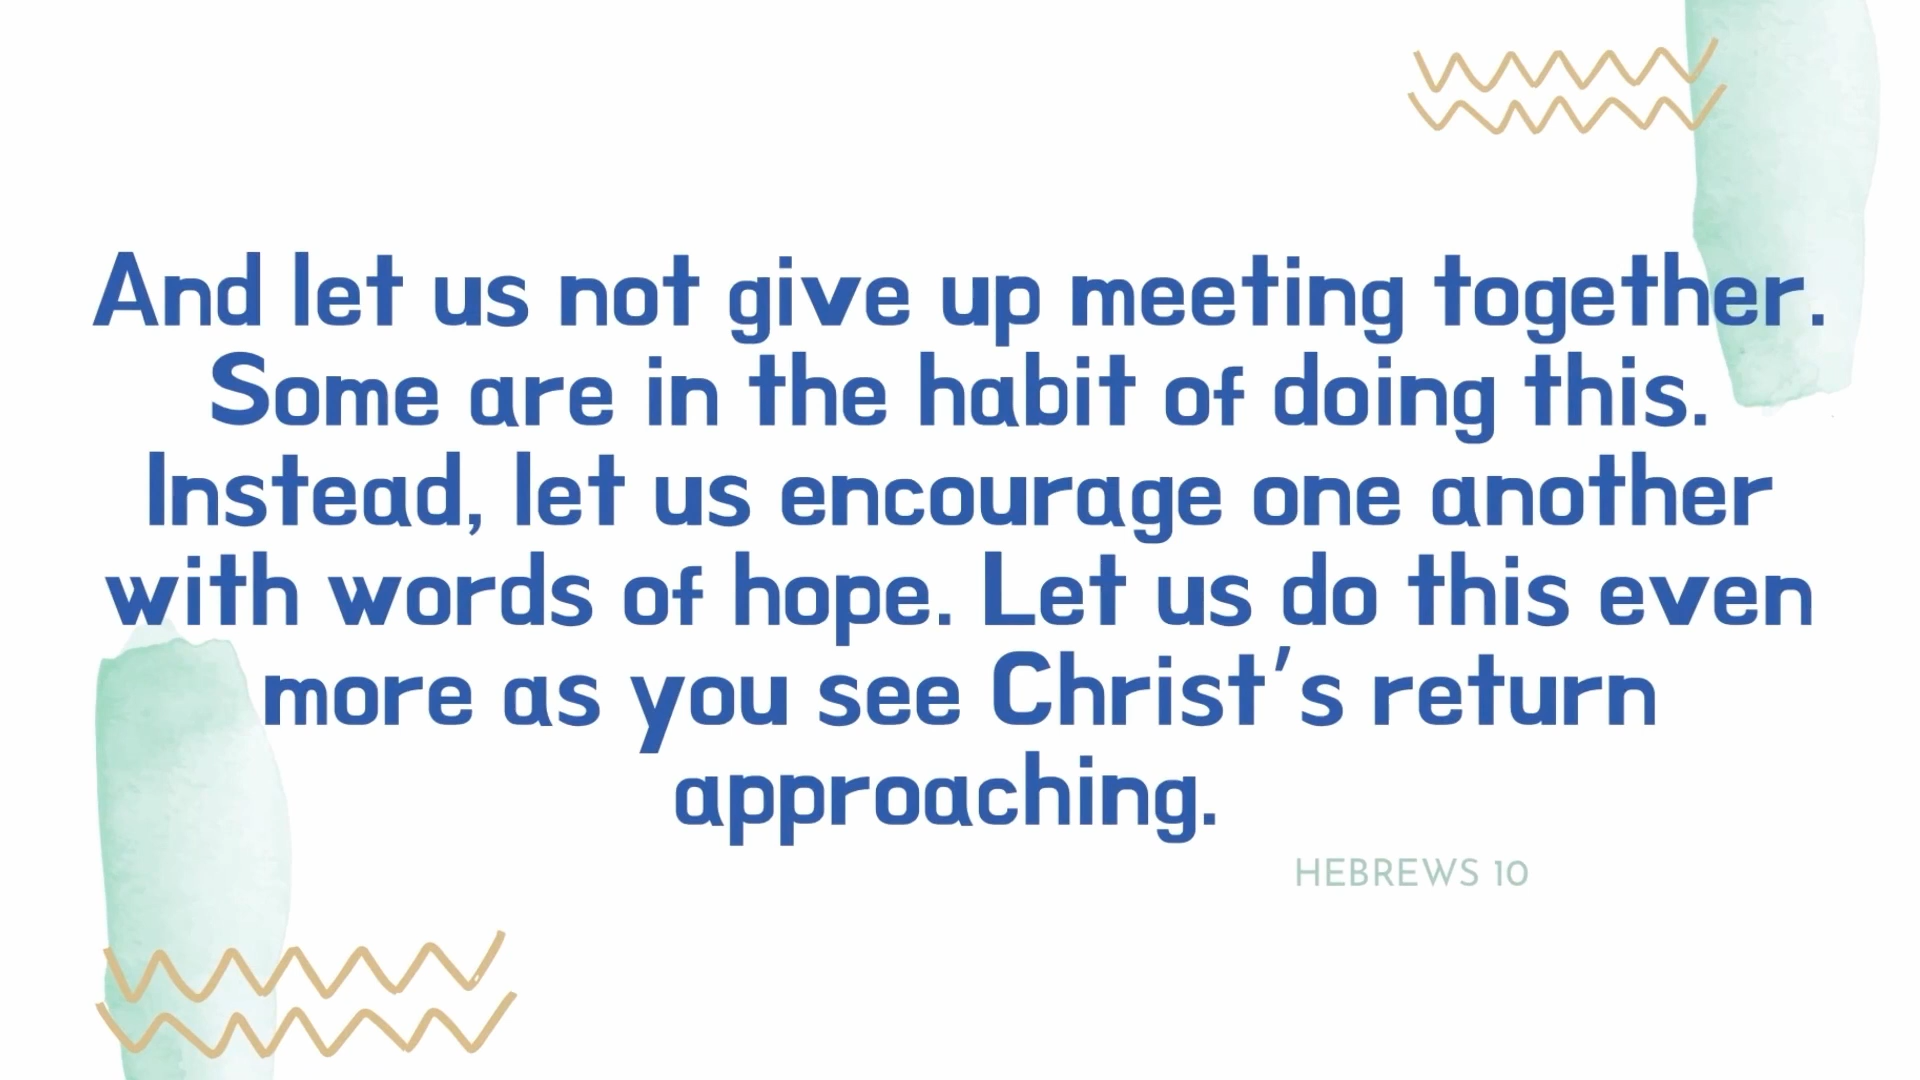 And let us not give up meeting together.
Some are in the habit of doing this.
Instead, let us encourage one another
with words of hope. Let us do this even
more as you see Christ's return
approaching.
HEBREWS 10